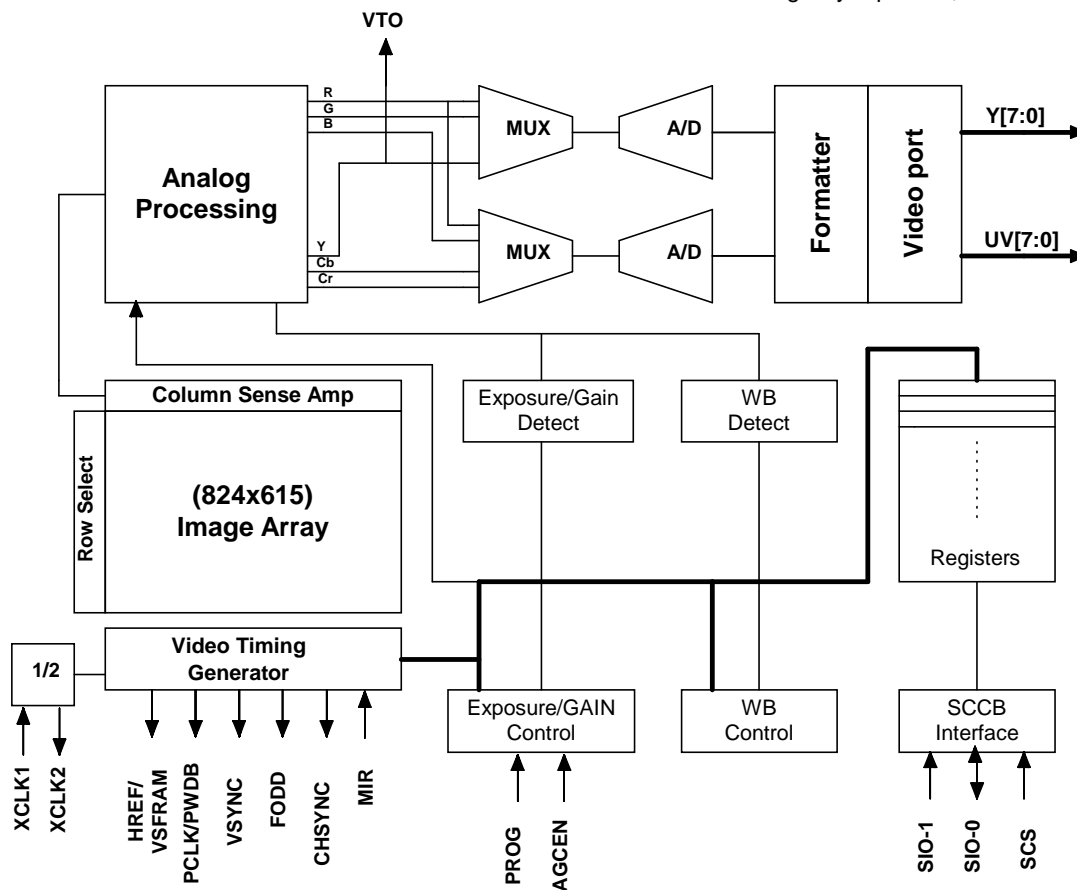 VTO
R
G
B
MUX
A/D
Y[7:0]
Analog
Processing
Formatter
Video port
Y
Cb
Cr
MUX
A/D
UV[7:0]
Column Sense Amp
Exposure/Gain
Detect
WB
Detect
Row Select
(824x615)
Image Array
Registers
1/2
Video Timing
Generator
Exposure/GAIN
Control
WB
Control
SCCB
Interface
XCLK1
XCLK2
HREF/
VSFRAM
PCLK/PWDB
VSYNC
FODD
CHSYNC
MIR
PROG
AGCEN
SIO-1
SIO-0
SCS